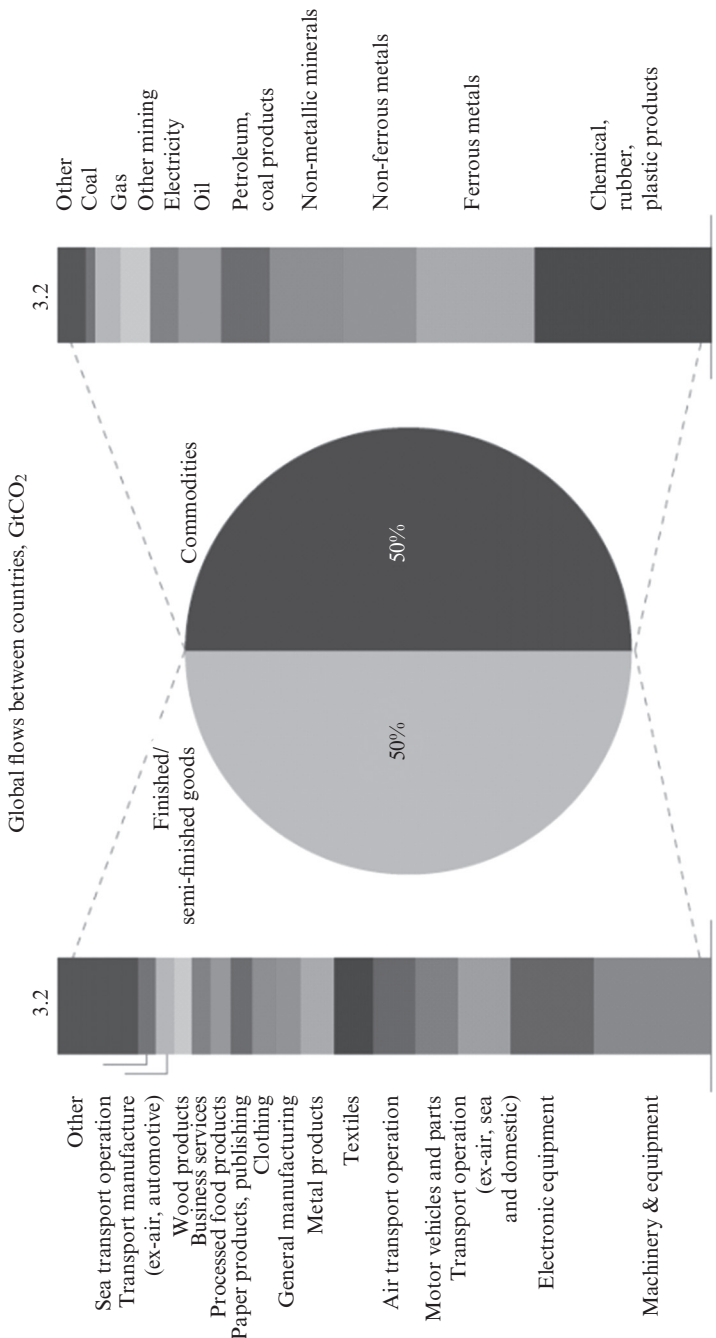 Global flows between countries, GtCO2
3.2
Other
Sea transport operation
Transport manufacture
(ex-air, automotive)
Wood products
Business services
Processed food products
Paper products, publishing
Clothing
General manufacturing
Metal products
Textiles
Air transport operation
Motor vehicles and parts
Transport operation
(ex-air, sea
and domestic)
Electronic equipment
Machinery & equipment
Finished/
semi-finished goods
50%
Commodities
50%
3.2
Other
Coal
Gas
Other mining
Electricity
Oil
Petroleum,
coal products
Non-metallic minerals
Non-ferrous metals
Ferrous metals
Chemical,
rubber,
plastic products